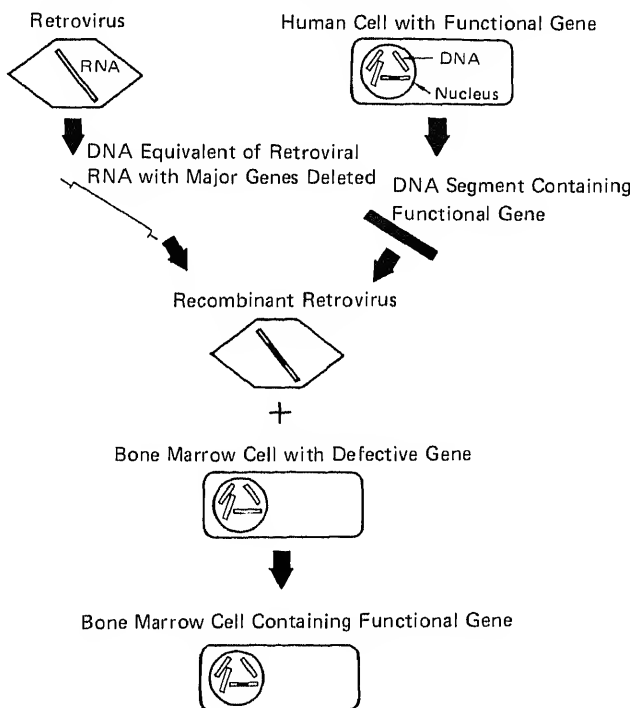 Retrovirus
RNA
Human Cell with Functional Gene
DNA
Nucleus
DNA Equivalent of Retroviral
RNA with Major Genes Deleted
DNA Segment Containing
Functional Gene
Recombinant Retrovirus
+
Bone Marrow Cell with Defective Gene
Bone Marrow Cell Containing Functional Gene